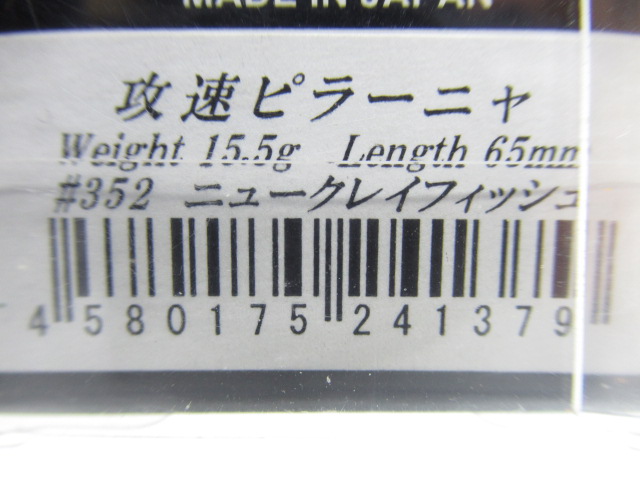 MADE IN JAPAN
攻速ピラーニャ
Weight 15.5g Length 65mm
#352 ニュークレイフィッシュ
4 580175 241379